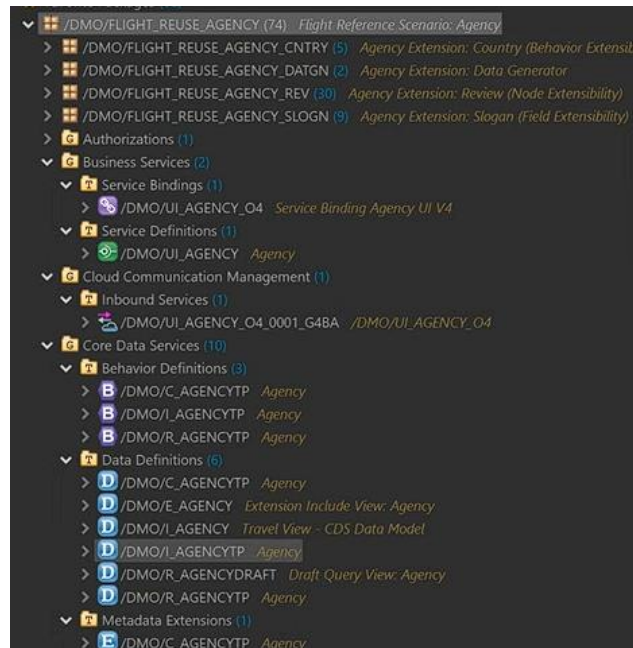 /DMO/FLIGHT_REUSE_AGENCY (74) Flight Reference Scenario: Agency
/DMO/FLIGHT_REUSE_AGENCY_CNTRY (5) Agency Extension: Country (Behavior Extensib
/DMO/FLIGHT_REUSE_AGENCY_DATGN (2) Agency Extension: Data Generator
/DMO/FLIGHT_REUSE_AGENCY_REV (30) Agency Extension: Review (Node Extensibility)
/DMO/FLIGHT_REUSE_AGENCY_SLOGN (9) Agency Extension: Slogan (Field Extensibility)
G Authorizations (1)
G Business Services (2)
T Service Bindings (1)
/DMO/UI_AGENCY_O4 Service Binding Agency UI V4
T Service Definitions (1)
/DMO/UI_AGENCY Agency
G Cloud Communication Management (1)
T Inbound Services (1)
/DMO/UI_AGENCY_O4_0001_G4BA /DMO/UI_AGENCY_O4
G Core Data Services (10)
T Behavior Definitions (3)
B /DMO/C_AGENCYTP Agency
B /DMO/I_AGENCYTP Agency
B /DMO/R_AGENCYTP Agency
T Data Definitions (6)
D /DMO/C_AGENCYTP Agency
D /DMO/E_AGENCY Extension Include View: Agency
D /DMO/I_AGENCY Travel View - CDS Data Model
D /DMO/I_AGENCYTP Agency
D /DMO/R_AGENCYDRAFT Draft Query View: Agency
D /DMO/R_AGENCYTP Agency
T Metadata Extensions (1)
E /DMO/C_AGENCYTP Agency